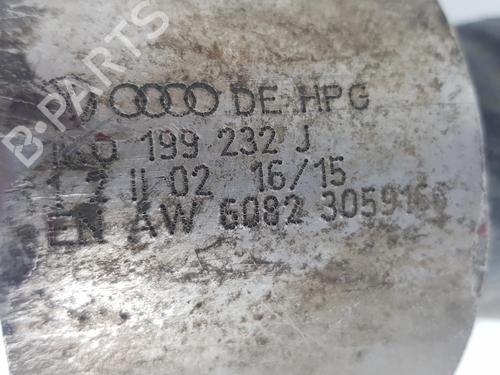 DE HPG
199 232 J
II 02 16/15
EN AW 6082 3059166
B-PARTS